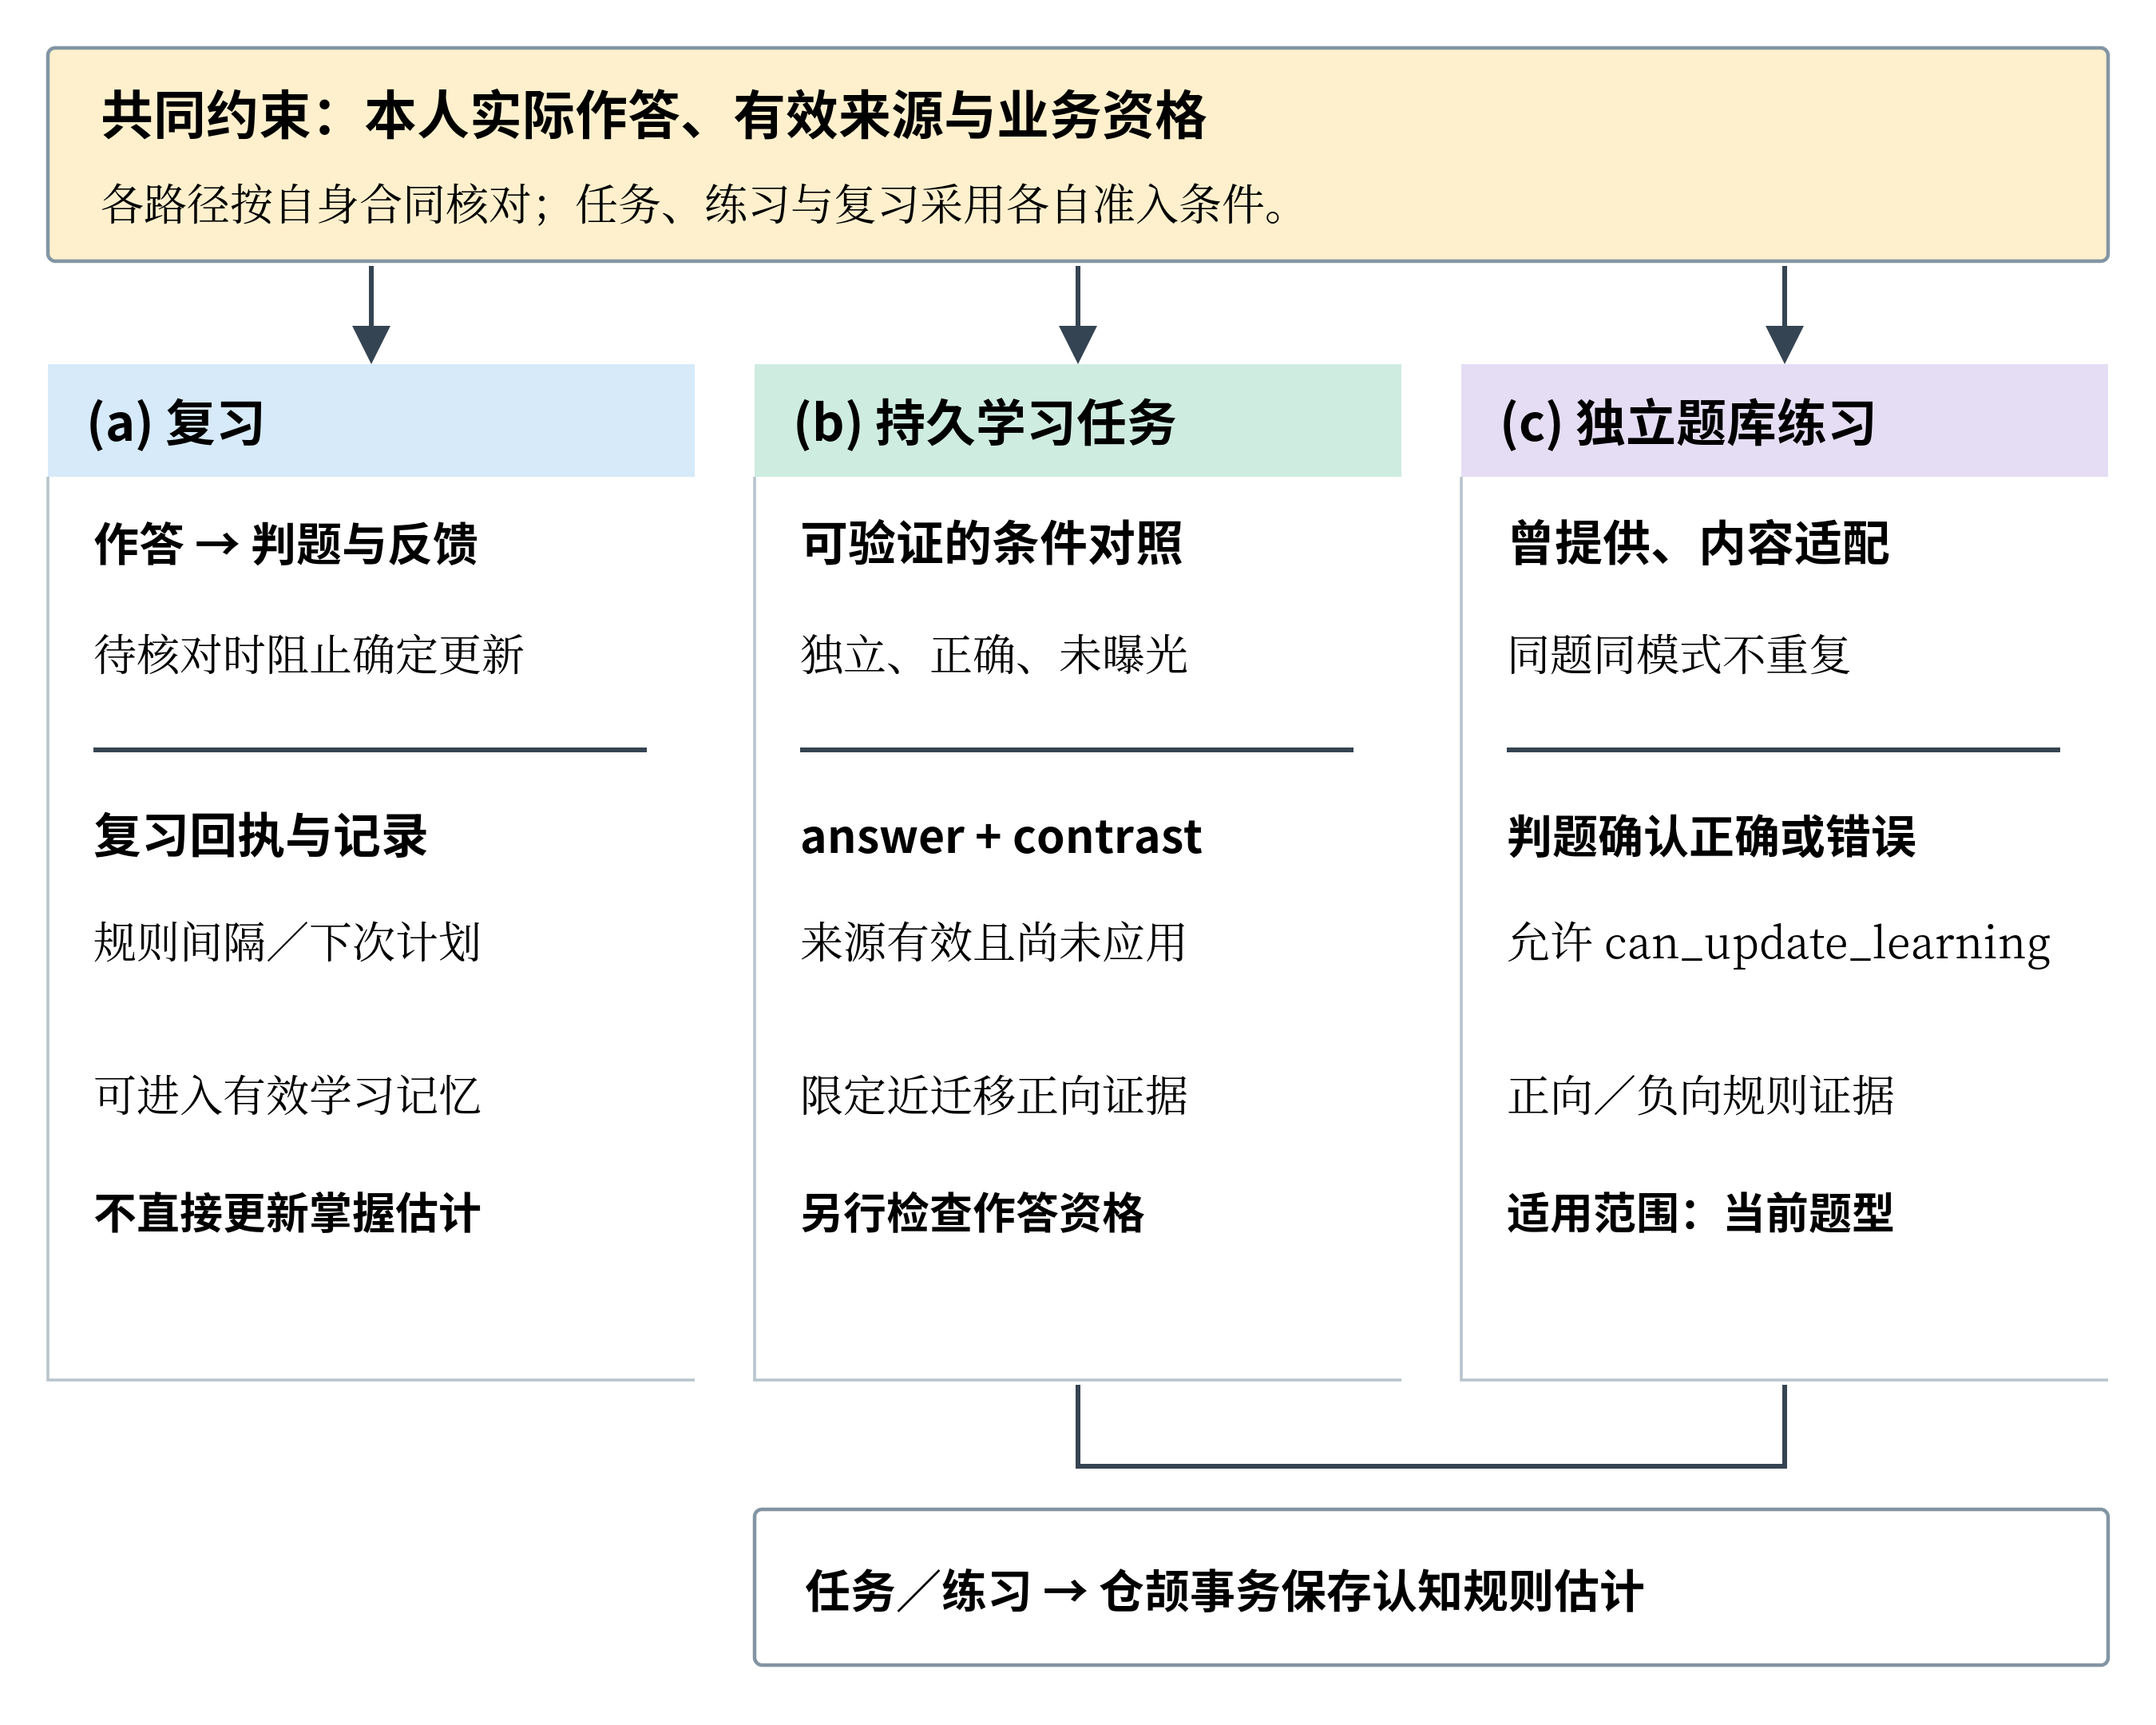 共同约束：本人实际作答、有效来源与业务资格
各路径按自身合同核对；任务、练习与复习采用各自准入条件。
(a) 复习
作答 → 判题与反馈
待核对时阻止确定更新
复习回执与记录
规则间隔／下次计划
可进入有效学习记忆
不直接更新掌握估计
(b) 持久学习任务
可验证的条件对照
独立、正确、未曝光
answer + contrast
来源有效且尚未应用
限定近迁移正向证据
另行检查作答资格
(c) 独立题库练习
曾提供、内容适配
同题同模式不重复
判题确认正确或错误
允许 can_update_learning
正向／负向规则证据
适用范围：当前题型
任务／练习 → 仓颉事务保存认知规则估计